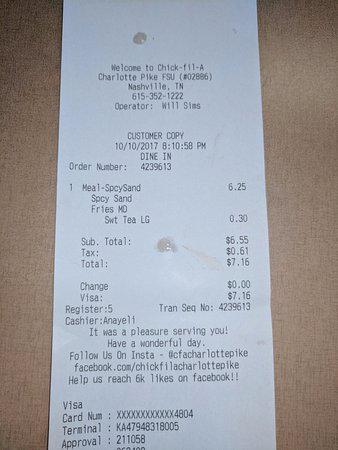 Welcome to Chick-fil-A
Charlotte Pike FSU (#02886)
Nashville, TN
615-352-1222
Operator: Will Sims
CUSTOMER COPY
10/10/2017 8:10:58 PM
DINE IN
Order Number: 4239613
1 Meal-SpcySand 6.25
Spcy Sand
Fries MD
Swt Tea LG 0.30
Sub. Total: $6.55
Tax: $0.61
Total: $7.16
Change $0.00
Visa: $7.16
Register:5 Tran Seq No: 4239613
Cashier:Anayeli
It was a pleasure serving you!
Have a wonderful day.
Follow Us On Insta - @cfacharlottepike
facebook.com/chickfilacharlottepike
Help us reach 6k likes on facebook!!
Visa
Card Num : XXXXXXXXXXXX4804
Terminal : KA47948318005
Approval : 211058